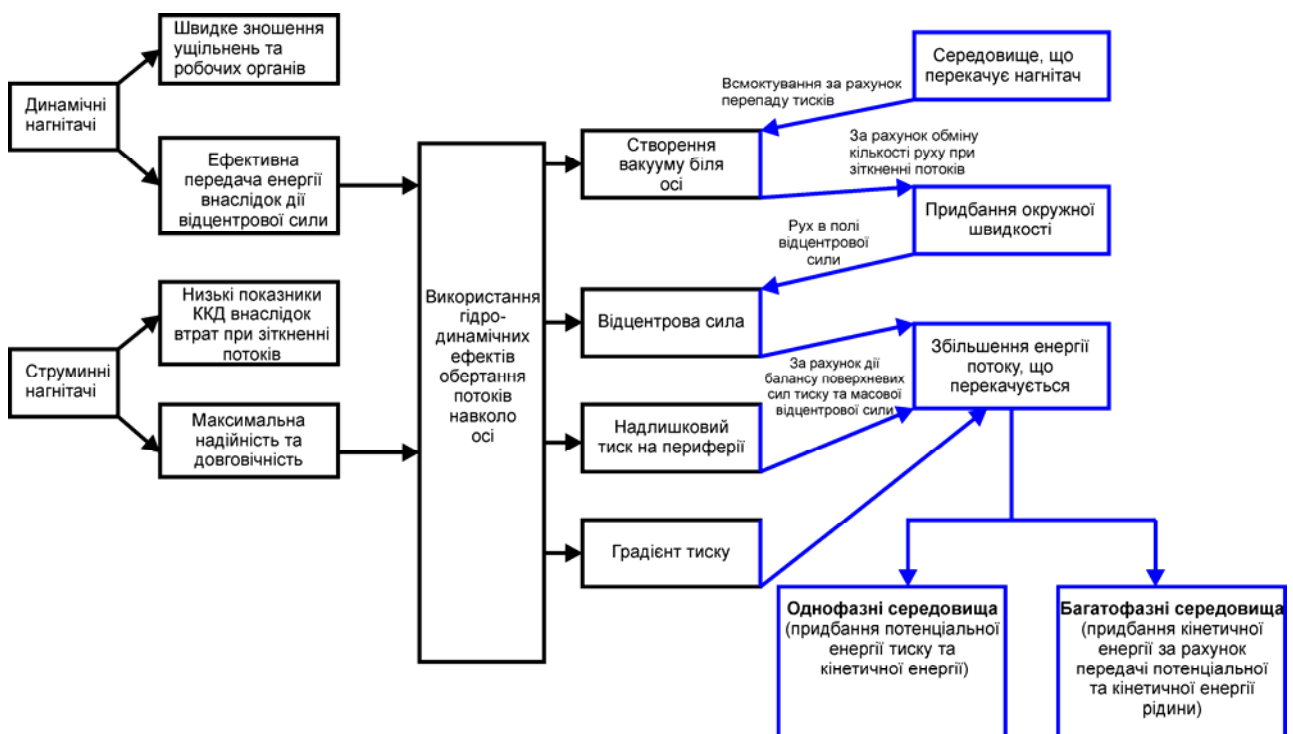 Швидке зношення
ущільнень та
робочих органів
Динамічні
нагнітачі
Ефективна
передача енергії
внаслідок дії
відцентрової сили
Низькі показники
ККД внаслідок
втрат при зіткненні
потоків
Струминні
нагнітачі
Максимальна
надійність та
довговічність
Використання
гідро-
динамічних
ефектів
обертання
потоків
навколо
осі
Створення
вакууму біля
осі
Відцентрова сила
Надлишковий
тиск на периферії
Градієнт тиску
Всмоктування за рахунок
перепаду тисків
Середовище, що
перекачує нагнітач
За рахунок обміну
кількості руху при
зіткненні потоків
Придбання окружної
швидкості
Рух в полі
відцентрової
сили
За рахунок дії
балансу поверхневих
сил тиску та масової
відцентрової сили
Збільшення енергії
потоку, що
перекачується
Однофазні середовища
(придбання потенціальної
енергії тиску та
кінетичної енергії)
Багатофазні середовища
(придбання кінетичної
енергії за рахунок
передачі потенціальної
та кінетичної енергії
рідини)